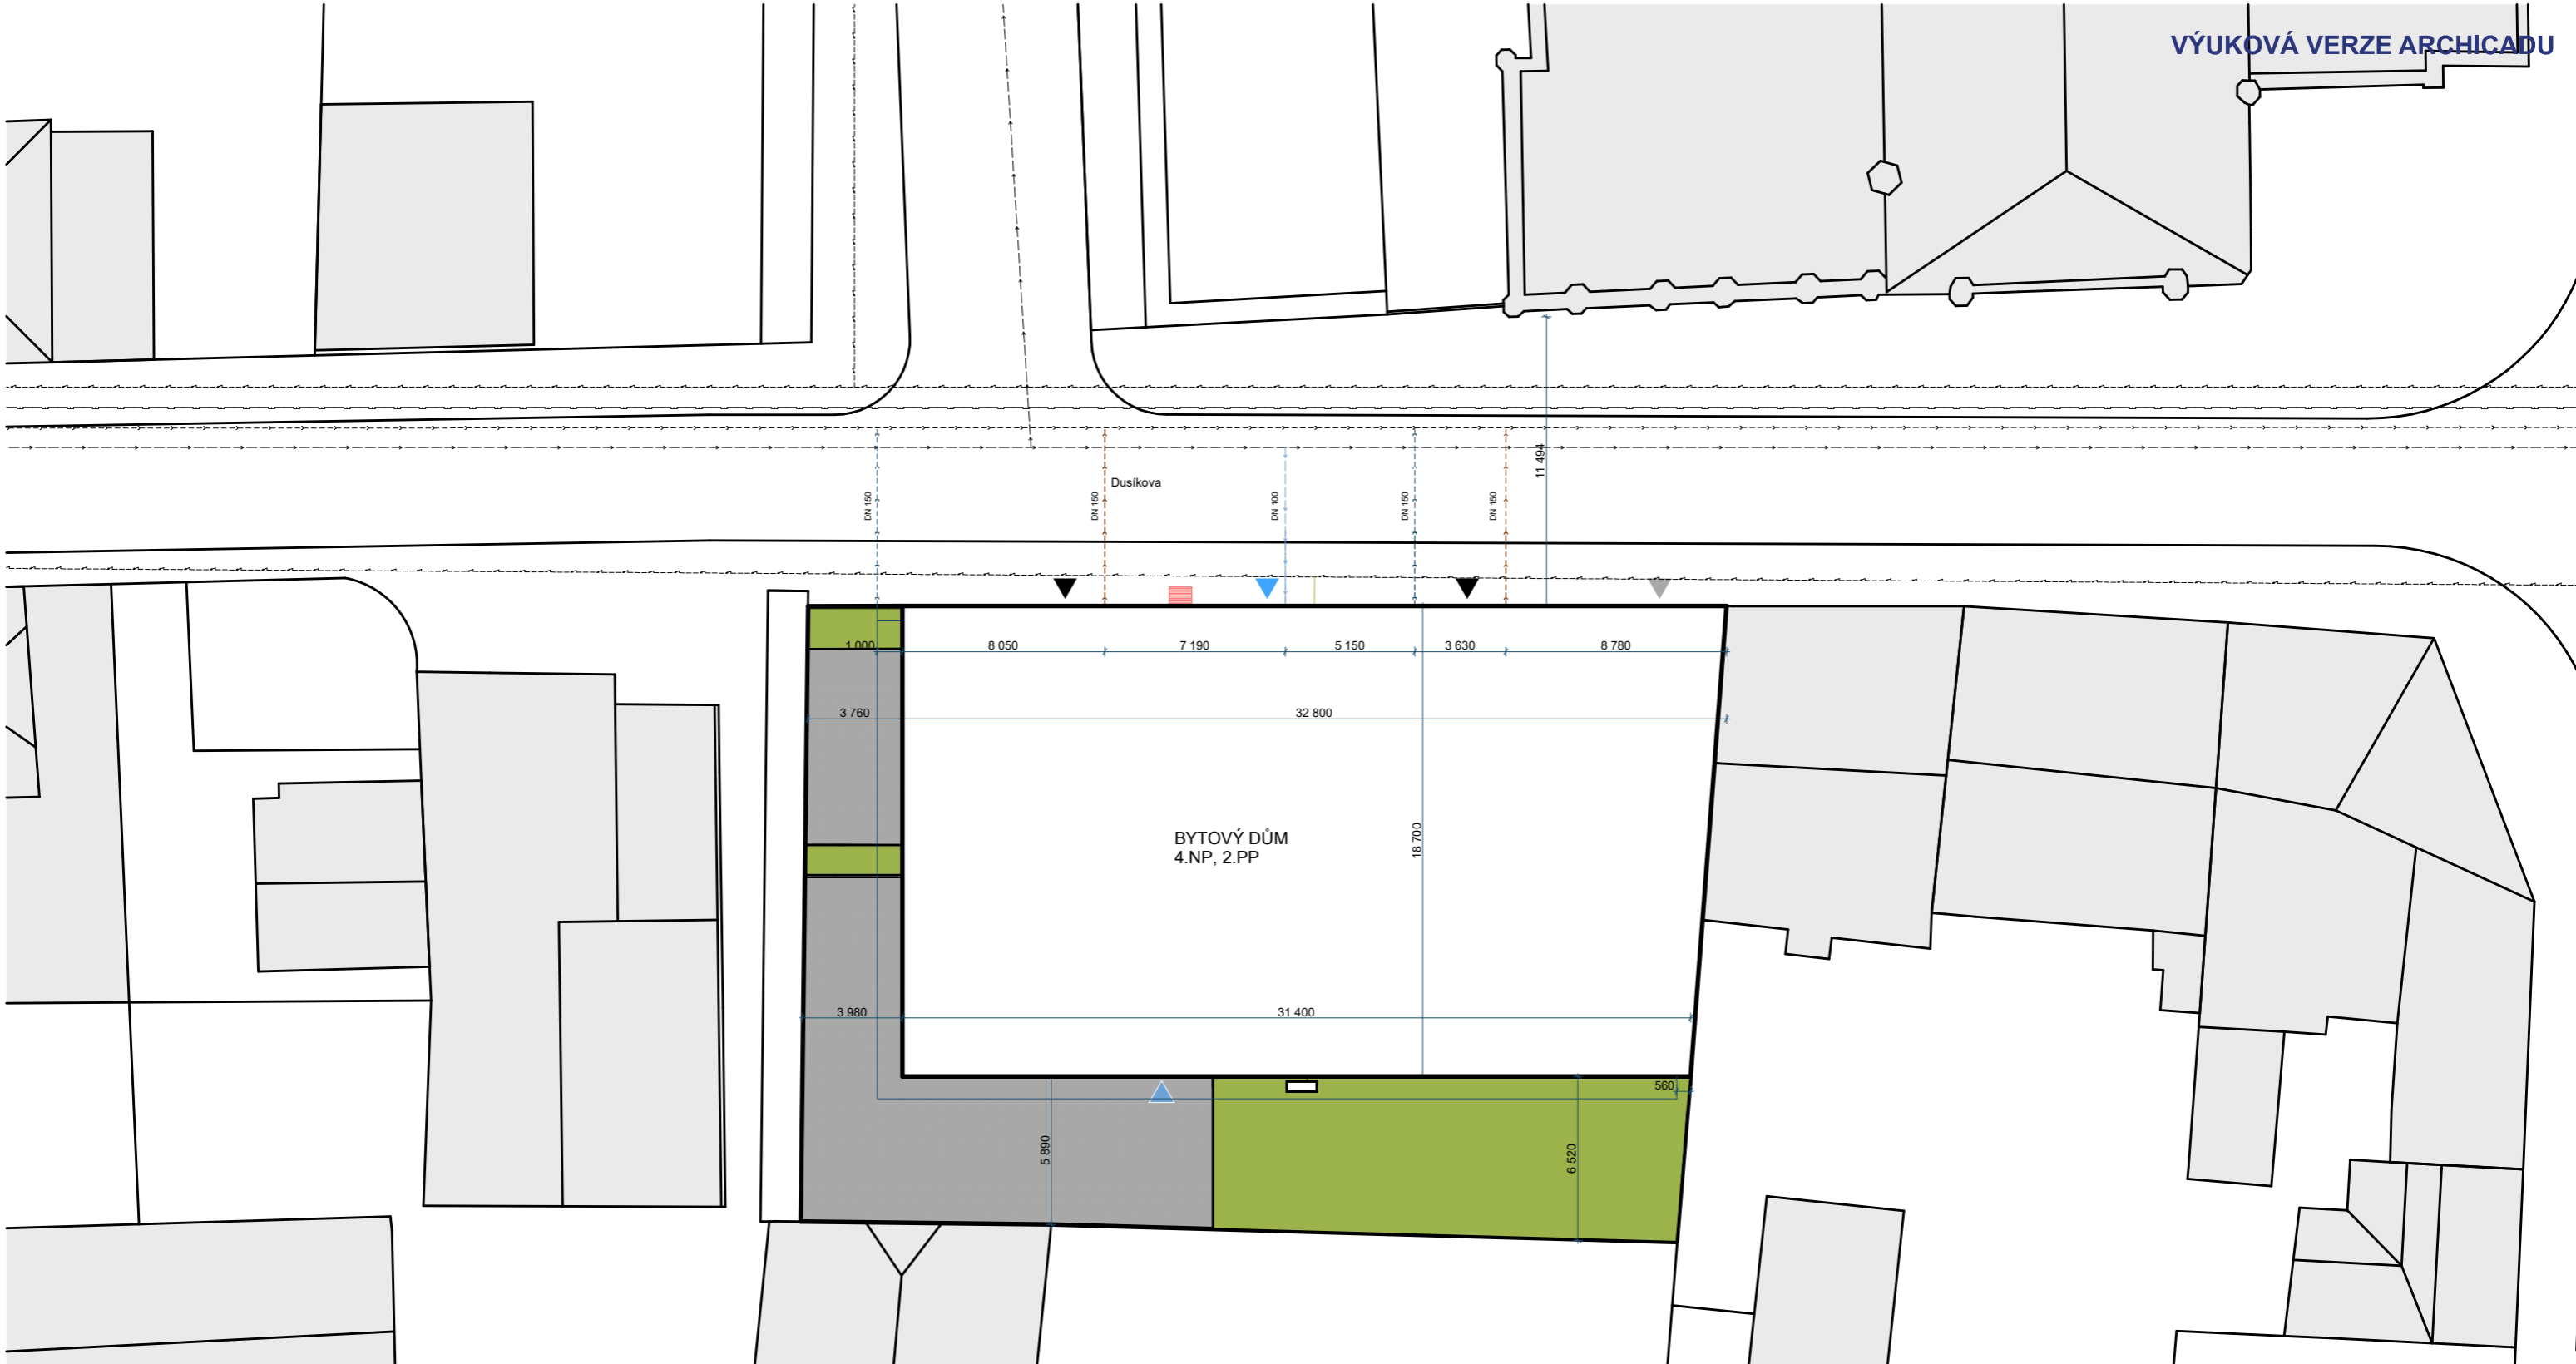 VÝUKOVÁ VERZE ARCHICADU
11 494
Dusíkova
DN 150
DN 150
DN 100
DN 150
DN 150
1 000
8 050
7 190
5 150
3 630
8 780
3 760
32 800
BYTOVÝ DŮM
4.NP, 2.PP
18 700
3 980
31 400
560
5 890
6 520